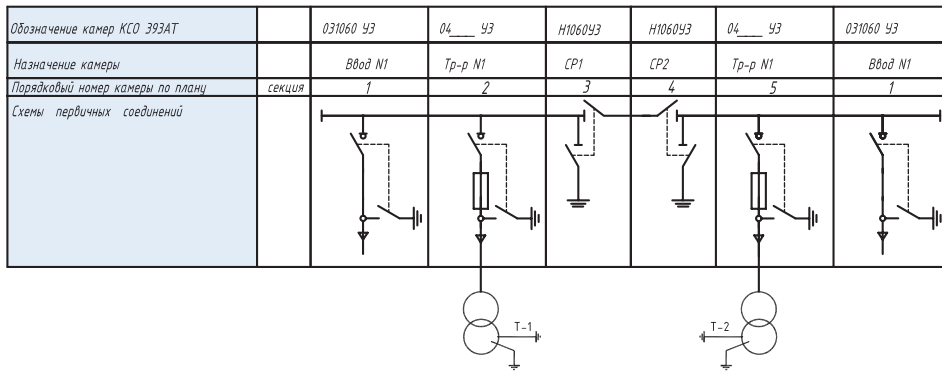 Обозначение камер КСО 393АТ 031060 У3 04___ У3 Н1060У3 Н1060У3 04___ У3 031060 У3
Назначение камеры Ввод N1 Тр-р N1 СР1 СР2 Тр-р N1 Ввод N1
Порядковый номер камеры по плану секция 1 2 3 4 5 1
Схемы первичных соединений
Т-1 Т-2